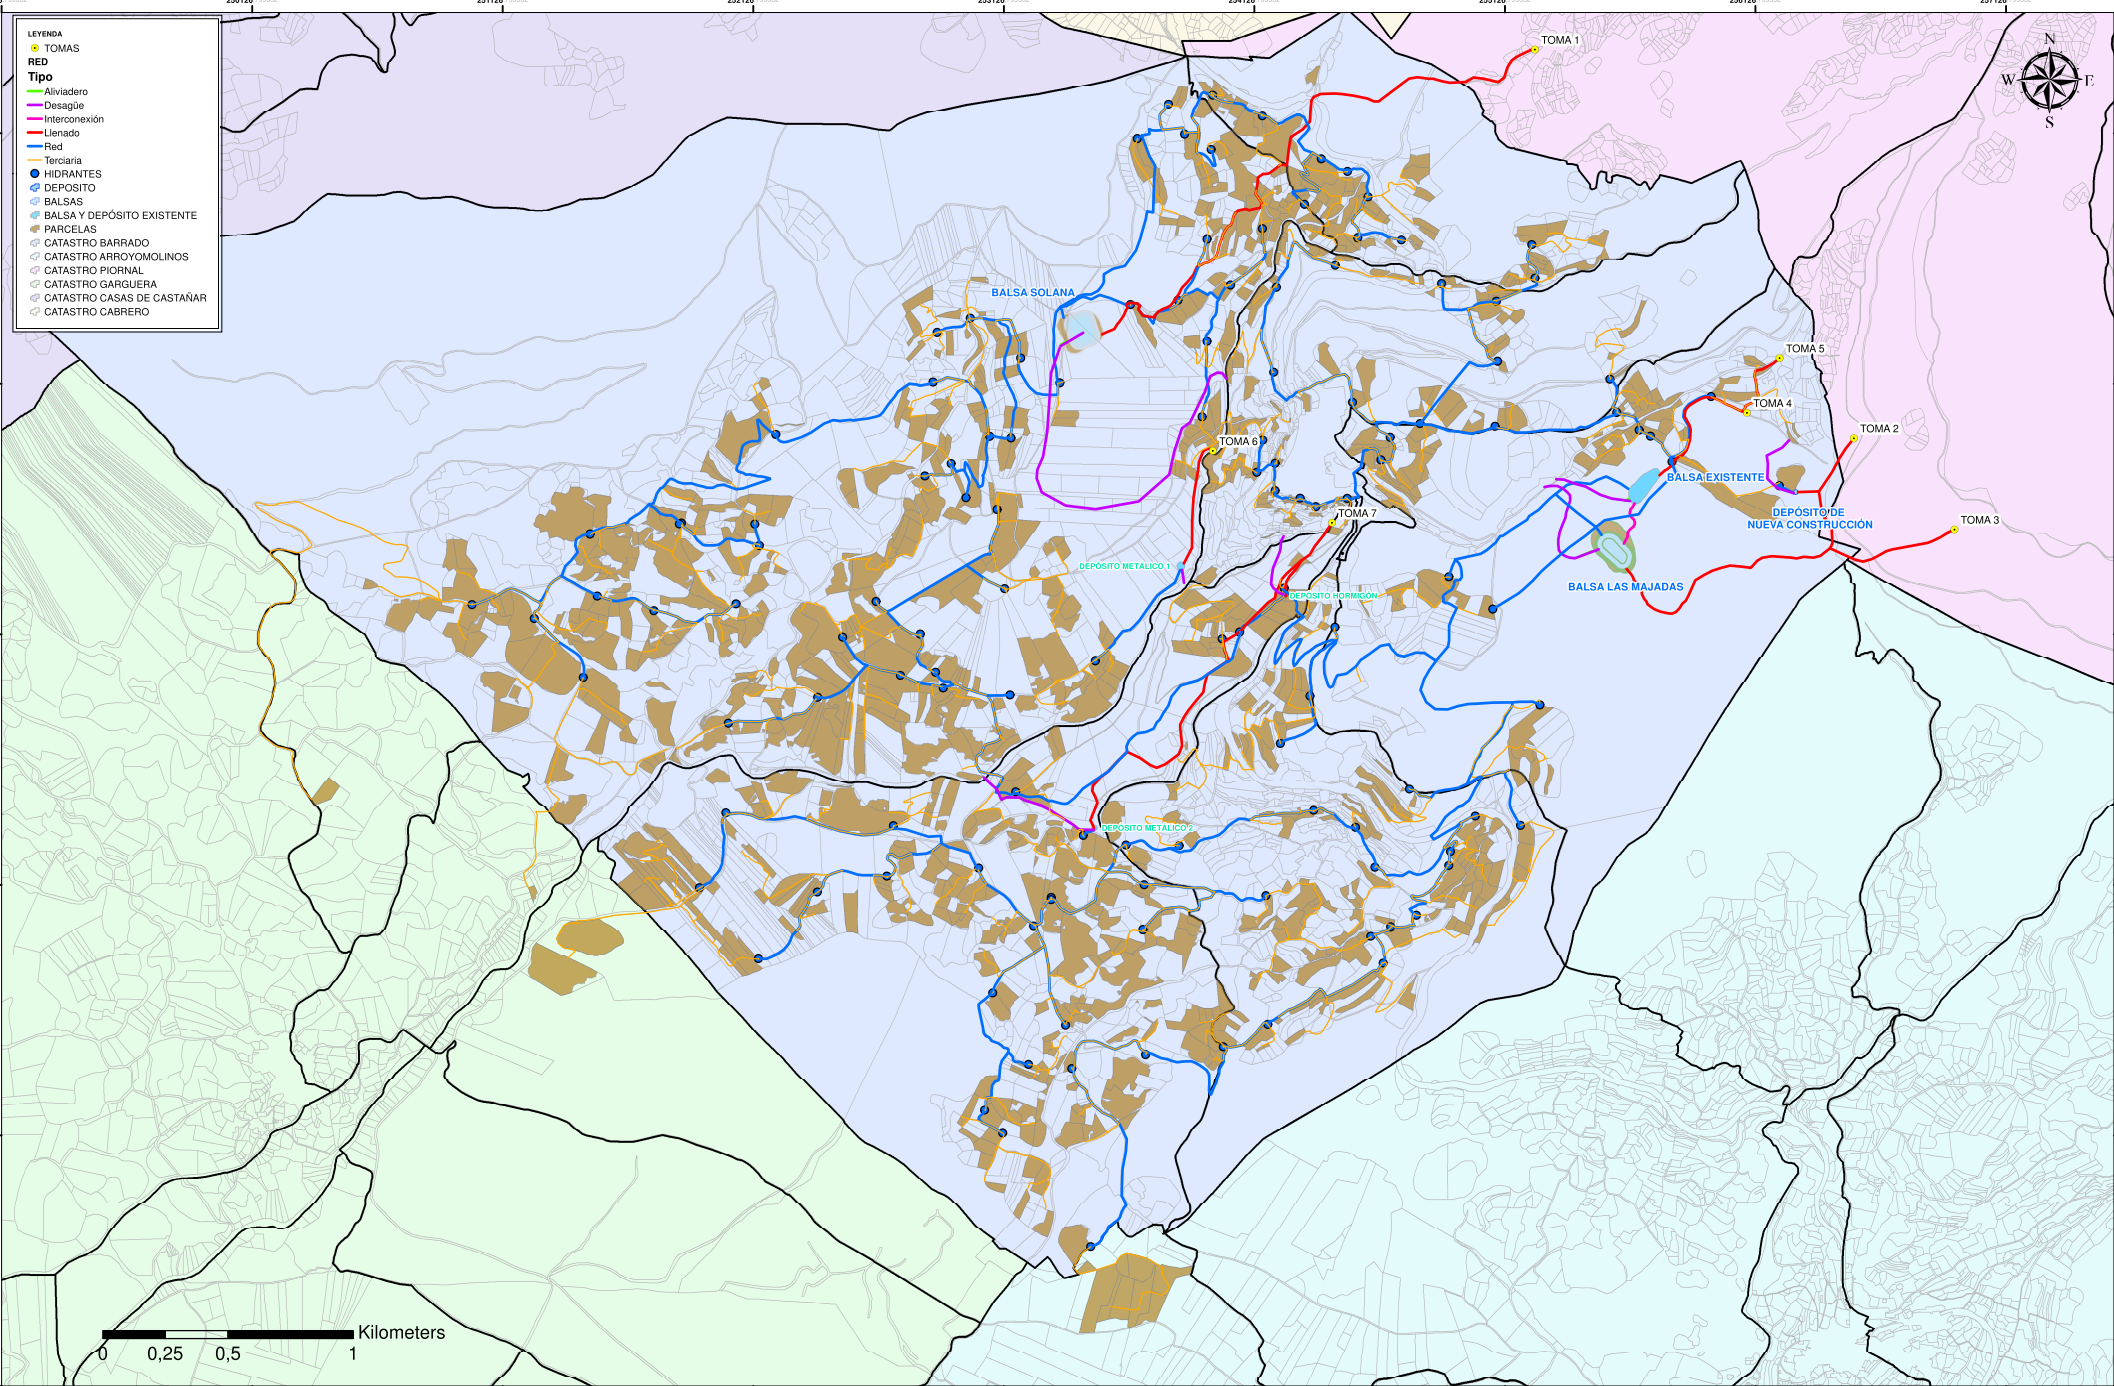 LEYENDA
TOMAS
RED
Tipo
Aliviadero
Desagüe
Interconexión
Llenado
Red
Terciaria
HIDRANTES
DEPOSITO
BALSAS
BALSA Y DEPÓSITO EXISTENTE
PARCELAS
CATASTRO BARRADO
CATASTRO ARROYOMOLINOS
CATASTRO PIORNAL
CATASTRO GARGUERA
CATASTRO CASAS DE CASTAÑAR
CATASTRO CABRERO
TOMA 1
N
W E
S
BALSA SOLANA
TOMA 5
TOMA 4
TOMA 2
TOMA 6
BALSA EXISTENTE
TOMA 7
DEPÓSITO DE
NUEVA CONSTRUCCIÓN
TOMA 3
DEPÓSITO METÁLICO 1
BALSA LAS MAJADAS
DEPÓSITO HORMIGÓN
DEPÓSITO METÁLICO 2
Kilometers
0 0,25 0,5 1